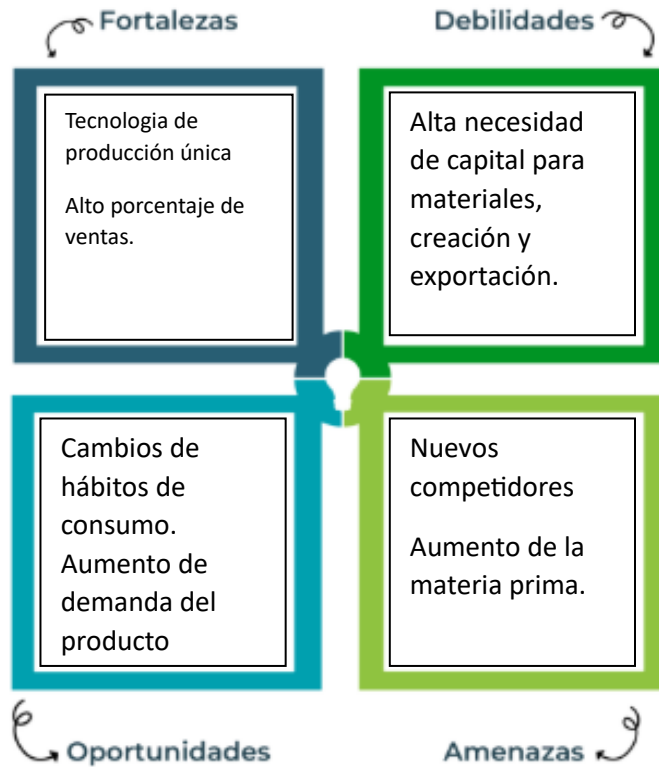 Fortalezas
Debilidades
Tecnologia de
producción única
Alto porcentaje de
ventas.
Alta necesidad
de capital para
materiales,
creación y
exportación.
Cambios de
hábitos de
consumo.
Aumento de
demanda del
producto
Nuevos
competidores
Aumento de la
materia prima.
Oportunidades
Amenazas